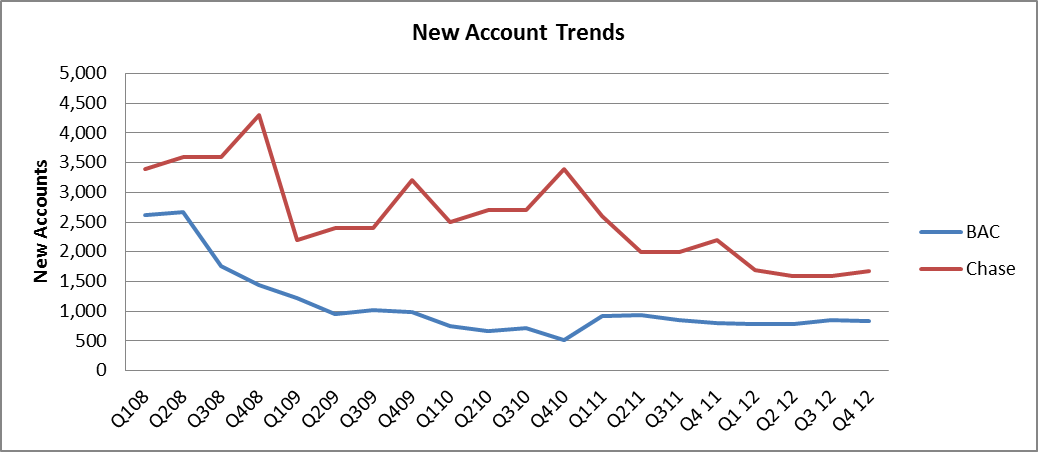 New Account Trends
New Accounts
5,000
4,500
4,000
3,500
3,000
2,500
2,000
1,500
1,000
500
0
Q108
Q208
Q308
Q408
Q109
Q209
Q309
Q409
Q110
Q210
Q310
Q410
Q111
Q211
Q311
Q4 11
Q1 12
Q2 12
Q3 12
Q4 12
BAC
Chase